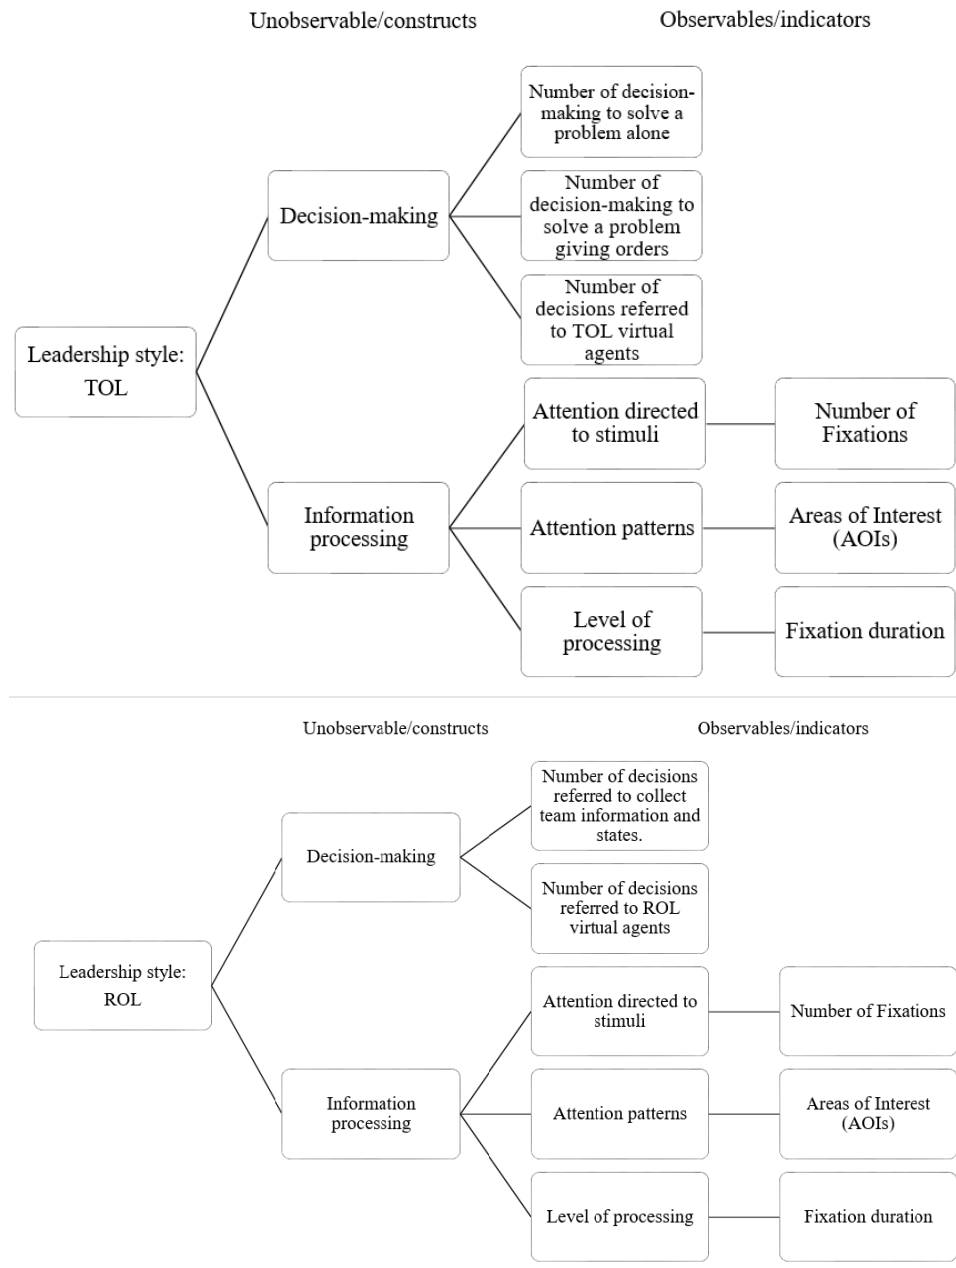 Unobservable/constructs
Observables/indicators
Number of decision-
making to solve a
problem alone
Decision-making
Number of
decision-making to
solve a problem
giving orders
Number of
decisions referred
to TOL virtual
agents
Leadership style:
TOL
Attention directed
to stimuli
Number of
Fixations
Information
processing
Attention patterns
Areas of Interest
(AOIs)
Level of
processing
Fixation duration
Unobservable/constructs
Observables/indicators
Number of decisions
referred to collect
team information and
states.
Decision-making
Number of decisions
referred to ROL
virtual agents
Leadership style:
ROL
Attention directed to
stimuli
Number of Fixations
Information
processing
Attention patterns
Areas of Interest
(AOIs)
Level of processing
Fixation duration